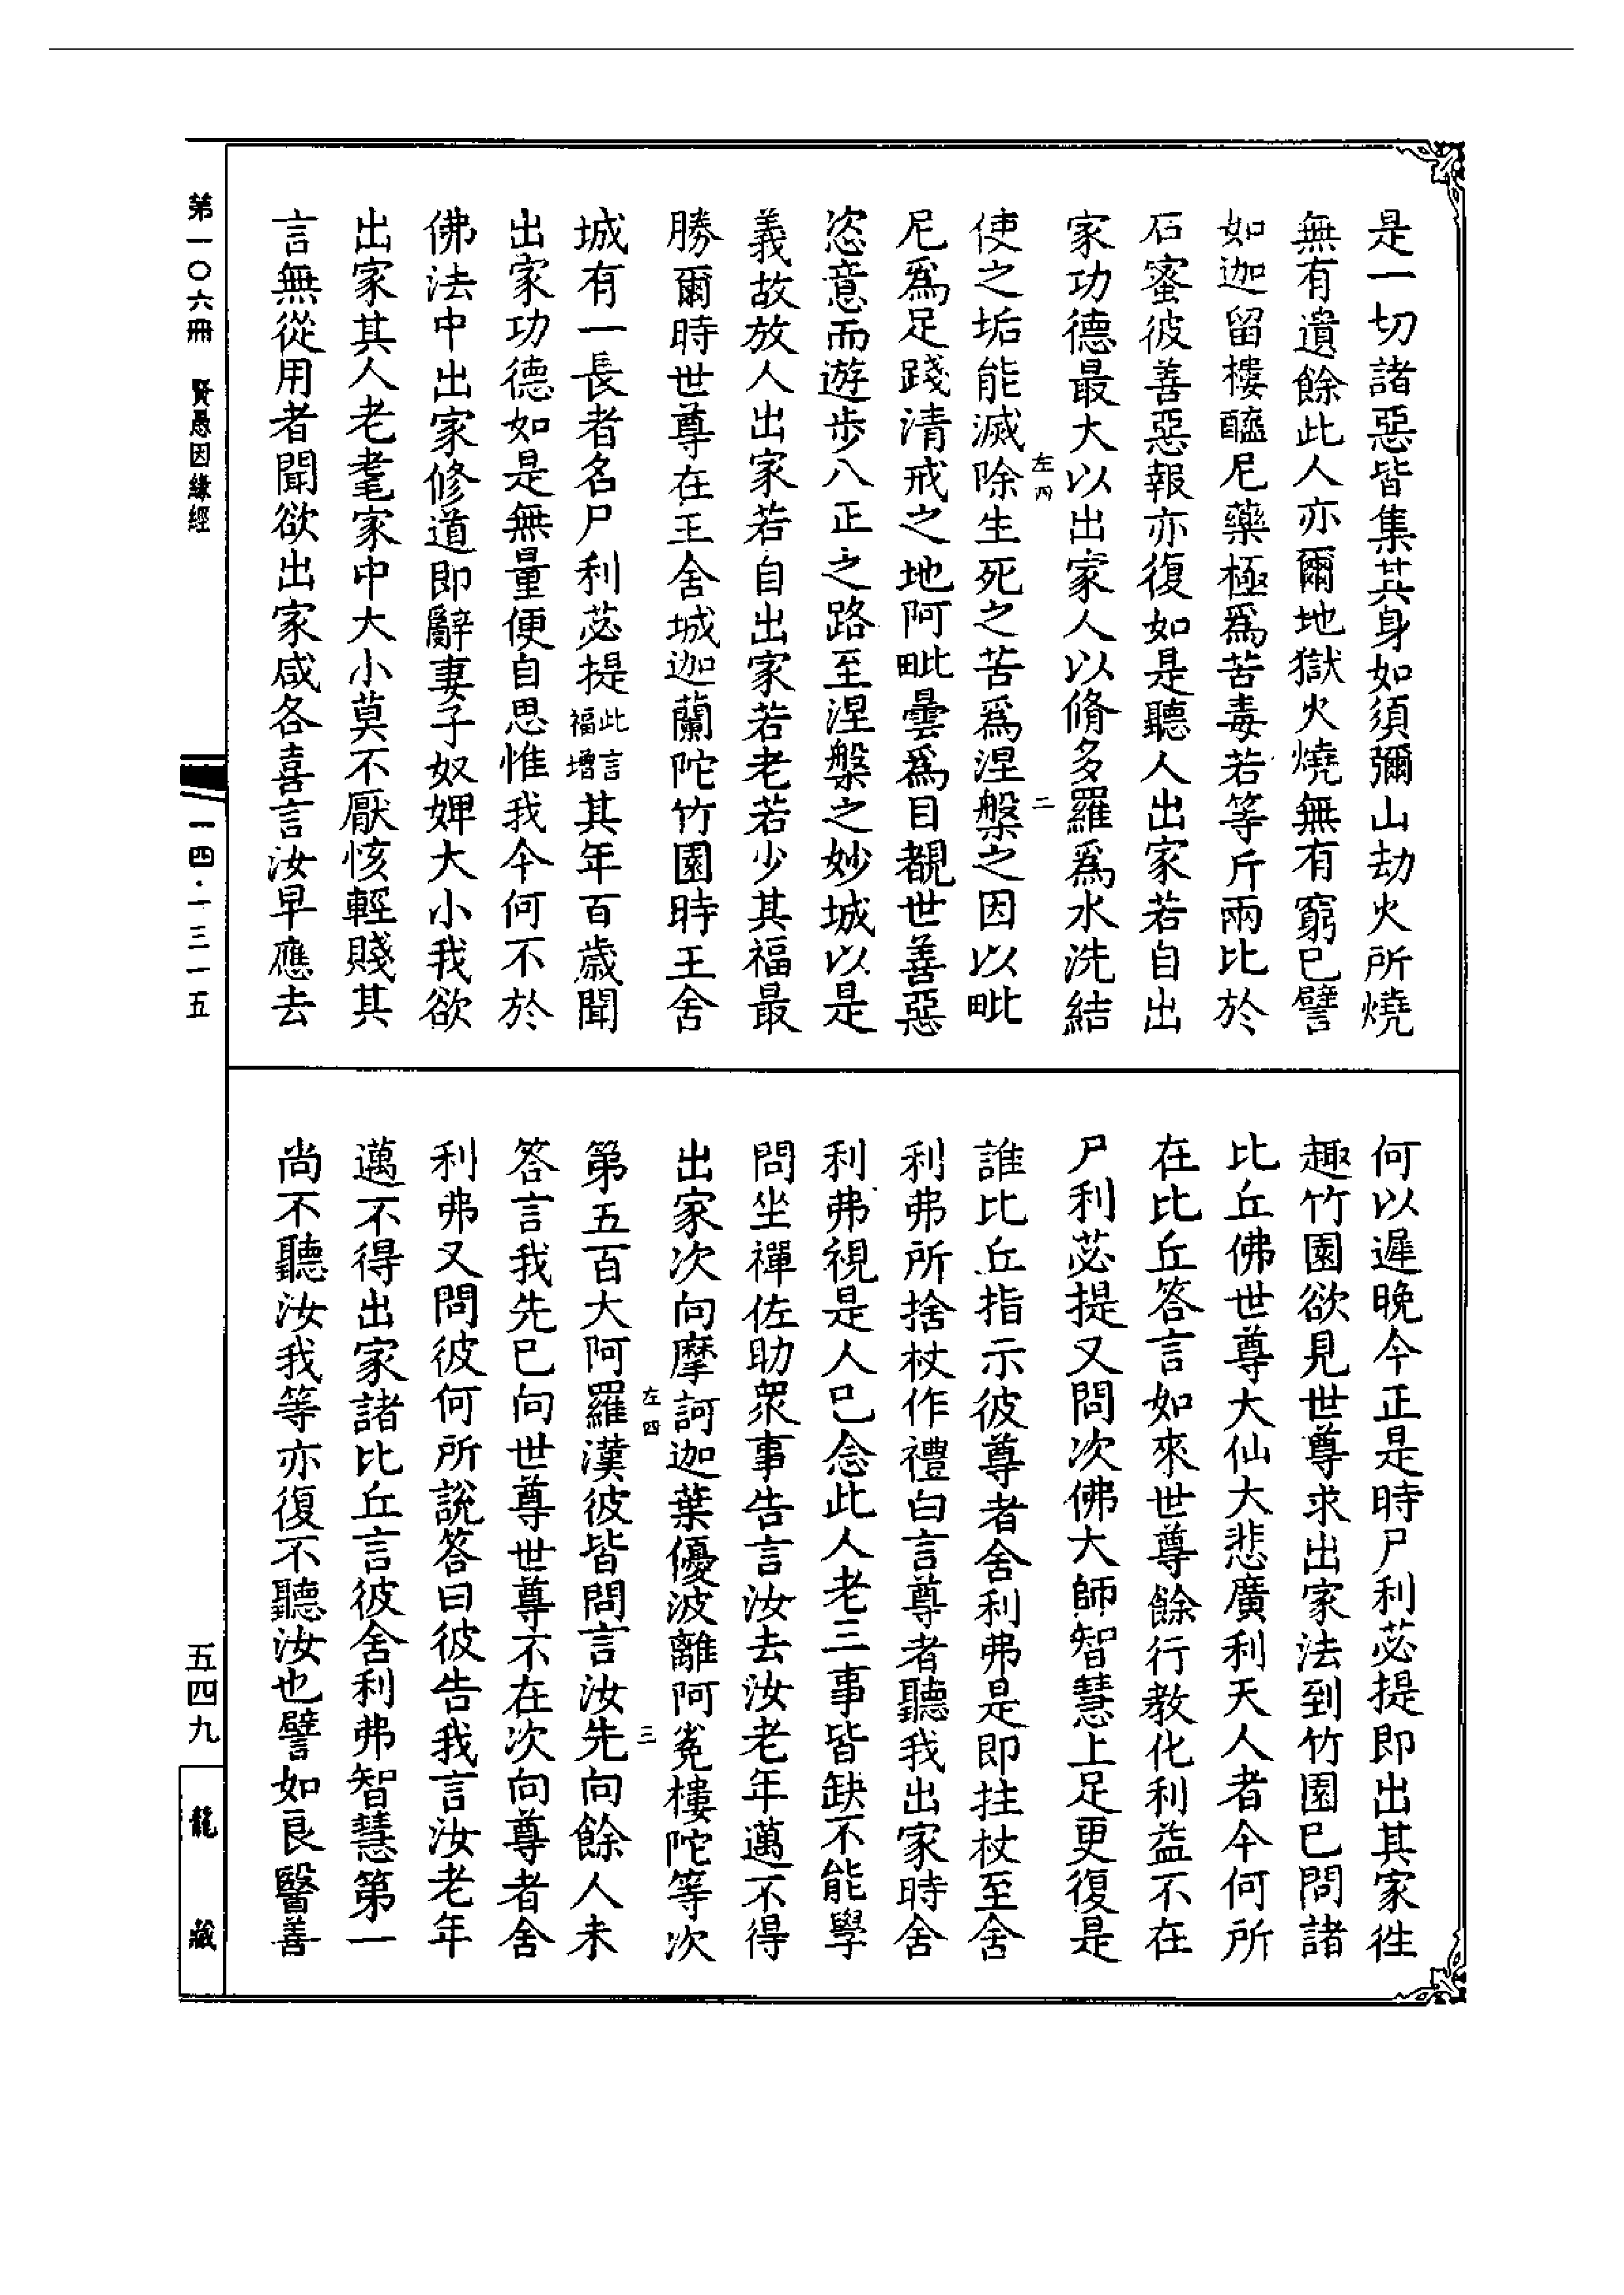 是一切諸惡皆集其身如須彌山劫火所燒
無有遺餘此人亦爾地獄火燒無有窮已譬
如迦留樓醯尼藥極爲苦毒若等斤兩比於
石蜜彼善惡報亦復如是聽人出家若自出
家功德最大以出家人以脩多羅爲水洗結
左四 二
使之垢能滅除生死之苦爲涅槃之因以毗
尼爲足踐清戒之地阿毗曇爲目覩世善惡
恣意而遊步八正之路至涅槃之妙城以是
義故放人出家若自出家若老若少其福最
勝爾時世尊在王舍城迦蘭陀竹園時王舍
城有一長者名尸利苾提此言福增其年百歲聞
出家功德如是無量便自思惟我今何不於
佛法中出家修道即辭妻子奴婢大小我欲
出家其人老耄家中大小莫不厭恔輕賤其
言無從用者聞欲出家咸各喜言汝早應去
何以遲晚今正是時尸利苾提即出其家徃
趣竹園欲見世尊求出家法到竹園已問諸
比丘佛世尊大仙大悲廣利天人者今何所
在比丘答言如來世尊餘行教化利益不在
尸利苾提又問次佛大師智慧上足更復是
誰比丘指示彼尊者舍利弗是即拄杖至舍
利弗所捨杖作禮白言尊者聽我出家時舍
利弗視是人已念此人老三事皆缺不能學
問坐禪佐助眾事告言汝去汝老年邁不得
出家次向摩訶迦葉優波離阿㝹樓陀等次
左四 三
第五百大阿羅漢彼皆問言汝先向餘人未
答言我先已向世尊世尊不在次向尊者舍
利弗又問彼何所說答曰彼告我言汝老年
邁不得出家諸比丘言彼舍利弗智慧第一
尚不聽汝我等亦復不聽汝也譬如良醫善
第一〇六冊 賢愚因緣經
一四·一三一五
五四九
龍藏